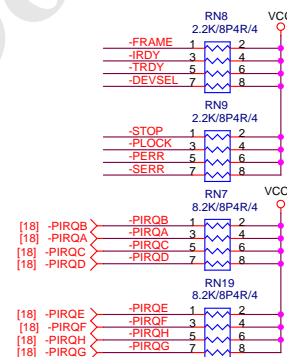 RN8
VCC
2.2K/8P4R/4
-FRAME 1 2
-IRDY 3 4
-TRDY 5 6
-DEVSEL 7 8
RN9
2.2K/8P4R/4
-STOP 1 2
-PLOCK 3 4
-PERR 5 6
-SERR 7 8
RN7
VCC
8.2K/8P4R/4
[18] -PIRQB -PIRQB 1 2
[18] -PIRQA -PIRQA 3 4
[18] -PIRQC -PIRQC 5 6
[18] -PIRQD -PIRQD 7 8
RN19
8.2K/8P4R/4
[18] -PIRQE -PIRQE 1 2
[18] -PIRQF -PIRQF 3 4
[18] -PIRQH -PIRQH 5 6
[18] -PIRQG -PIRQG 7 8